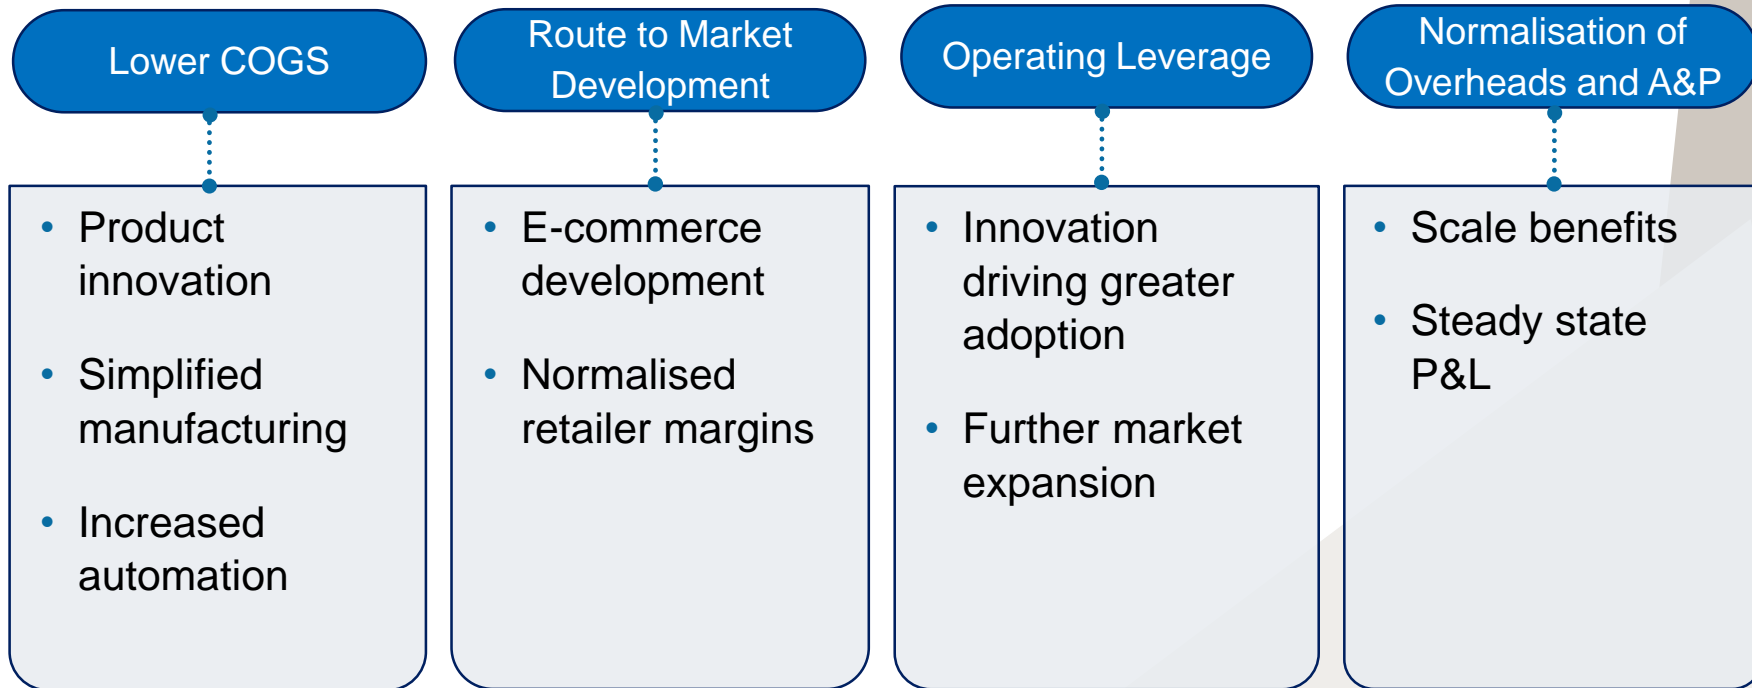 Lower COGS
• Product
innovation
• Simplified
manufacturing
• Increased
automation
Route to Market
Development
• E-commerce
development
• Normalised
retailer margins
Operating Leverage
• Innovation
driving greater
adoption
• Further market
expansion
Normalisation of
Overheads and A&P
• Scale benefits
• Steady state
P&L